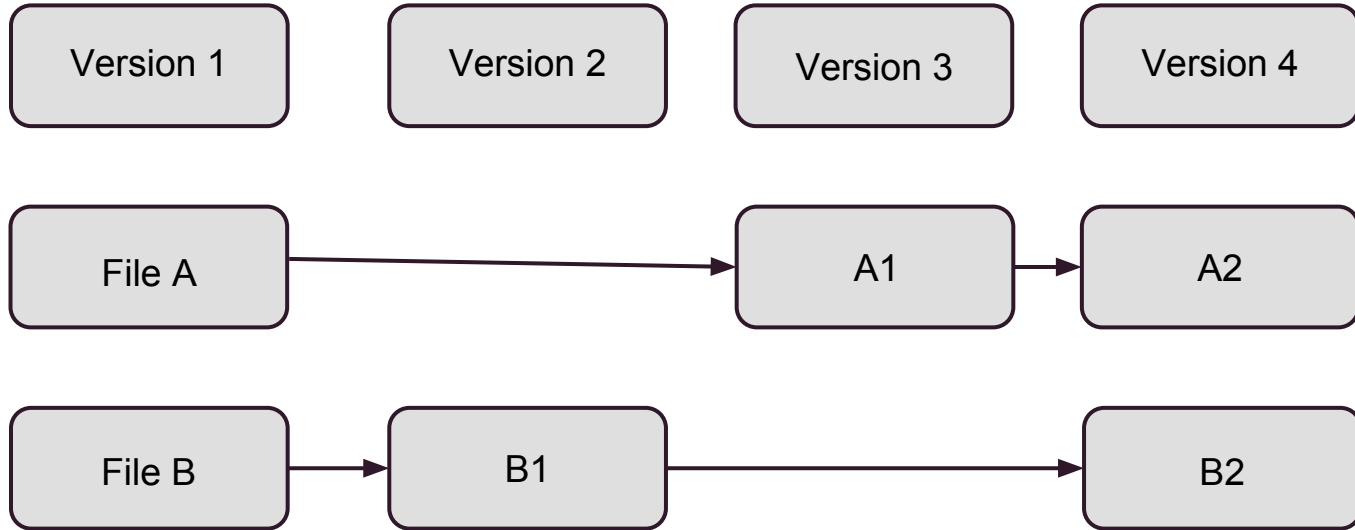 Version 1
Version 2
Version 3
Version 4
File A
A1
A2
File B
B1
B2